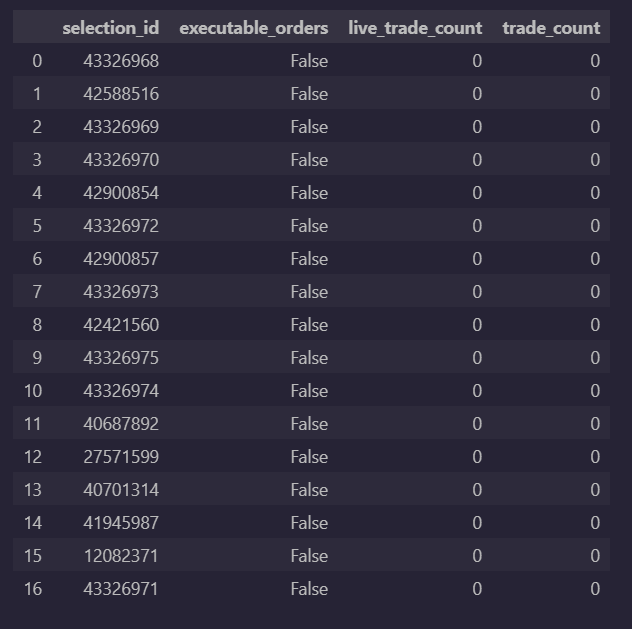 selection_id executable_orders live_trade_count trade_count
0 43326968 False 0 0
1 42588516 False 0 0
2 43326969 False 0 0
3 43326970 False 0 0
4 42900854 False 0 0
5 43326972 False 0 0
6 42900857 False 0 0
7 43326973 False 0 0
8 42421560 False 0 0
9 43326975 False 0 0
10 43326974 False 0 0
11 40687892 False 0 0
12 27571599 False 0 0
13 40701314 False 0 0
14 41945987 False 0 0
15 12082371 False 0 0
16 43326971 False 0 0